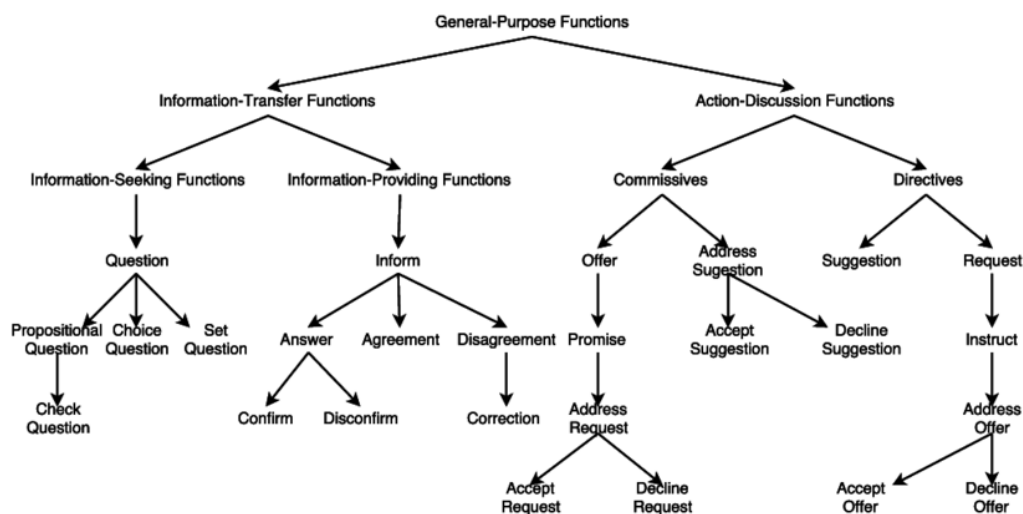 General-Purpose Functions
Information-Transfer Functions
Action-Discussion Functions
Information-Seeking Functions
Information-Providing Functions
Commissives
Directives
Question
Inform
Offer
Address
Sugestion
Suggestion
Request
Propositional
Question
Choice
Question
Set
Question
Answer
Agreement
Disagreement
Promise
Accept
Suggestion
Decline
Suggestion
Instruct
Check
Question
Confirm
Disconfirm
Correction
Address
Request
Address
Offer
Accept
Request
Decline
Request
Accept
Offer
Decline
Offer